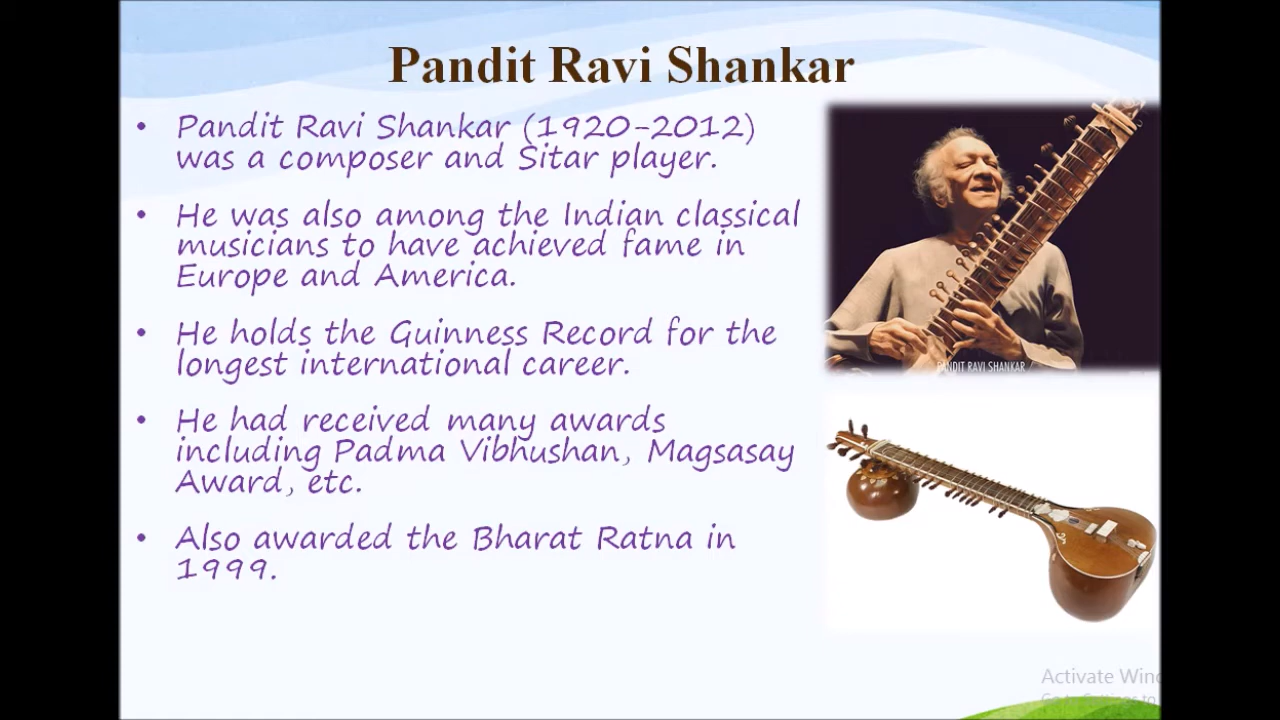 Pandit Ravi Shankar
• Pandit Ravi Shankar (1920-2012)
was a composer and Sitar player.
• He was also among the Indian classical
musicians to have achieved fame in
Europe and America.
• He holds the Guinness Record for the
longest international career.
• He had received many awards
including Padma Vibhushan, Magsasay
Award, etc.
• Also awarded the Bharat Ratna in
1999.
PANDIT RAVI SHANKAR
Activate Wind